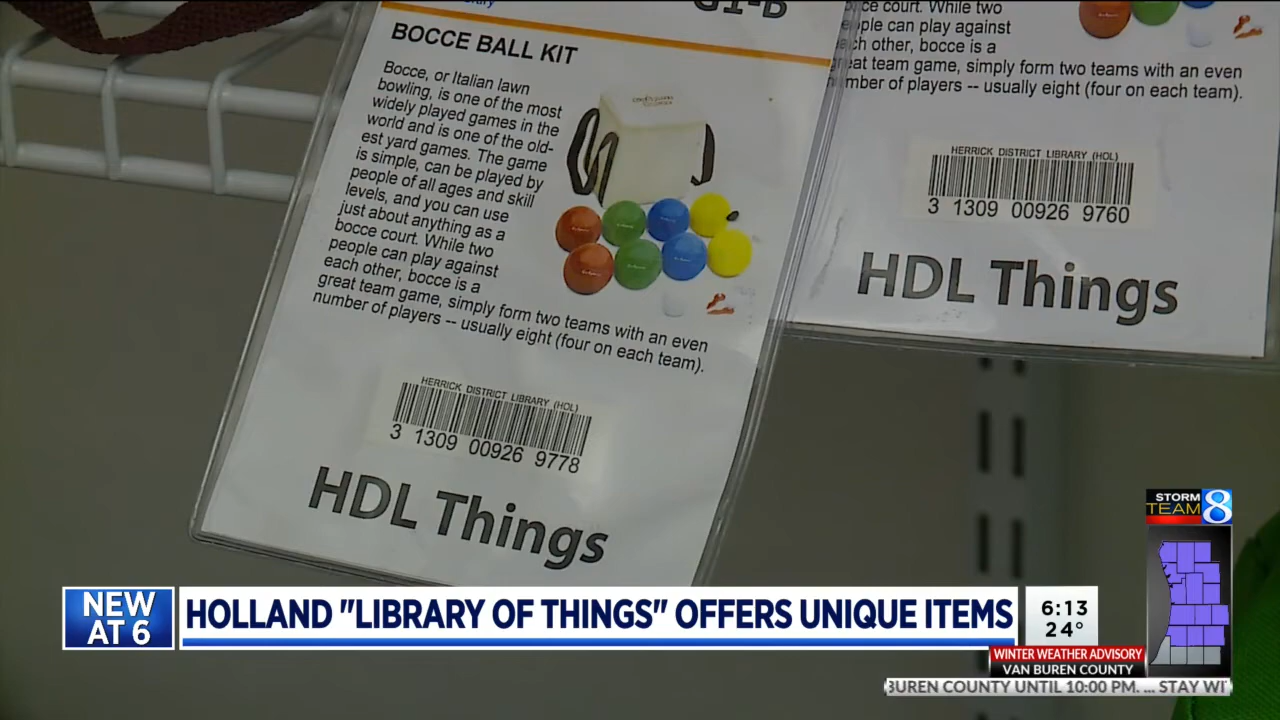 G1-B
BOCCE BALL KIT
Bocce, or Italian lawn
bowling, is one of the most
widely played games in the
world and is one of the old-
est yard games. The game
is simple, can be played by
people of all ages and skill
levels, and you can use
just about anything as a
bocce court. While two
people can play against
each other, bocce is a
great team game, simply form two teams with an even
number of players -- usually eight (four on each team).
HERRICK DISTRICT LIBRARY (HOL)
3 1309 00926 9778
HDL Things
court. While two
can play against
other, bocce is a
team game, simply form two teams with an even
of players -- usually eight (four on each team).
HERRICK DISTRICT LIBRARY (HOL)
3 1309 00926 9760
HDL Things
STORM
TEAM 8
NEW
AT 6
HOLLAND "LIBRARY OF THINGS" OFFERS UNIQUE ITEMS
6:13
24°
WINTER WEATHER ADVISORY
VAN BUREN COUNTY
BUREN COUNTY UNTIL 10:00 PM. ... STAY WI